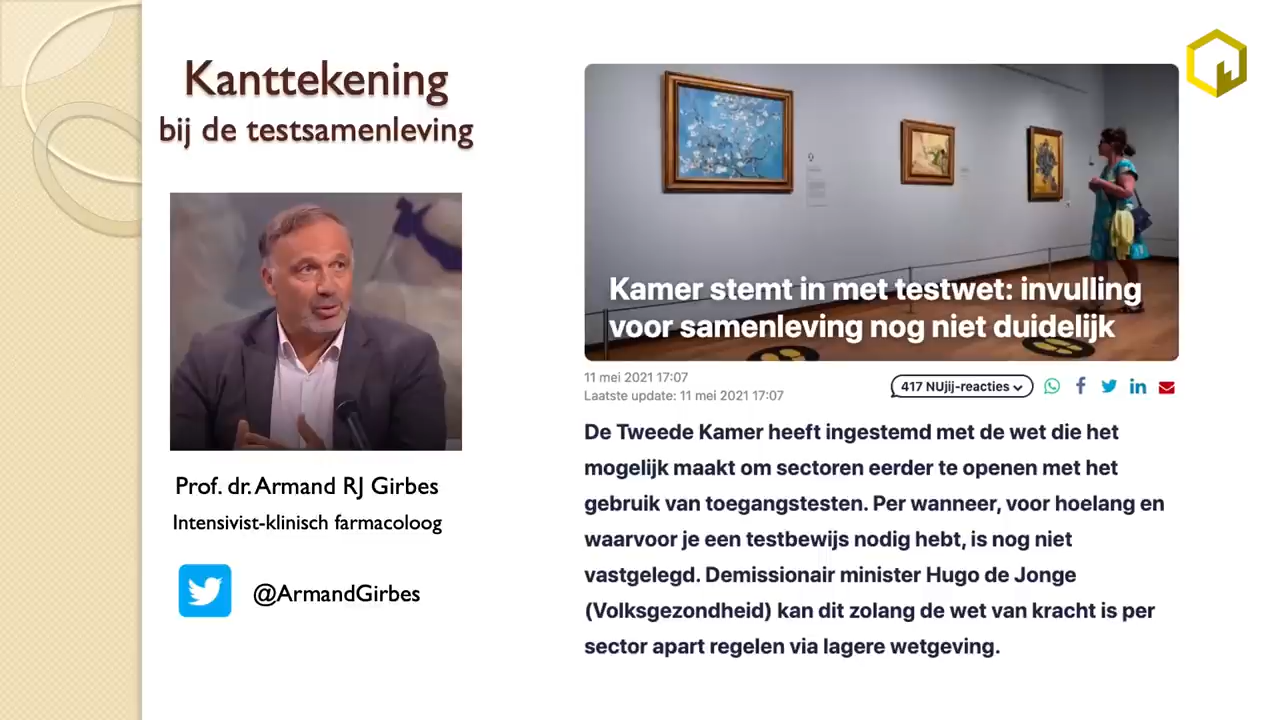 Kanttekening
bij de testsamenleving
Prof. dr. Armand RJ Girbes
Intensivist-klinisch farmacoloog
@ArmandGirbes
Kamer stemt in met testwet: invulling
voor samenleving nog niet duidelijk
11 mei 2021 17:07
Laatste update: 11 mei 2021 17:07
417 NUjij-reacties
De Tweede Kamer heeft ingestemd met de wet die het
mogelijk maakt om sectoren eerder te openen met het
gebruik van toegangstesten. Per wanneer, voor hoelang en
waarvoor je een testbewijs nodig hebt, is nog niet
vastgelegd. Demissionair minister Hugo de Jonge
(Volksgezondheid) kan dit zolang de wet van kracht is per
sector apart regelen via lagere wetgeving.